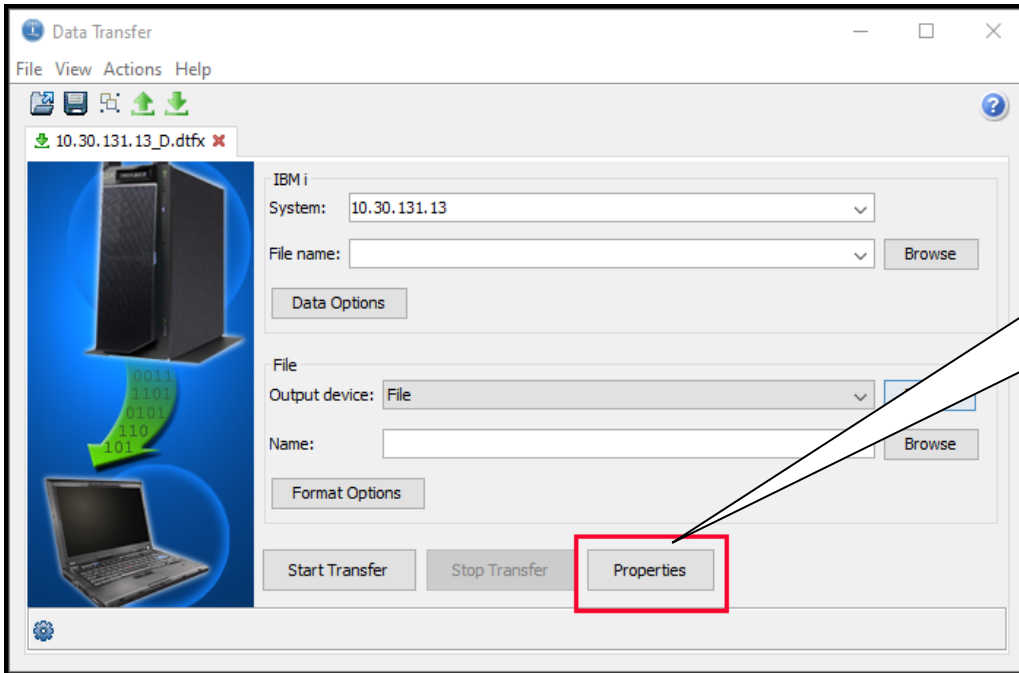 Data Transfer
File View Actions Help
10.30.131.13_D.dtfx
IBM i
System: 10.30.131.13
File name: Browse
Data Options
0011
1101
0101
110
101
File
Output device: File
Name: Browse
Format Options
Start Transfer Stop Transfer Properties